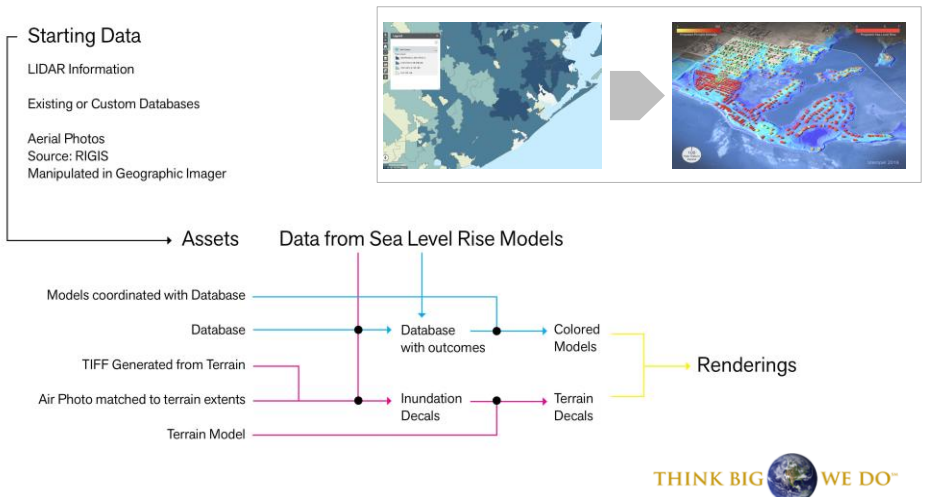 Starting Data
LIDAR Information
Existing or Custom Databases
Aerial Photos
Source: RIGIS
Manipulated in Geographic Imager
Assets
Data from Sea Level Rise Models
Models coordinated with Database
Database
TIFF Generated from Terrain
Air Photo matched to terrain extents
Terrain Model
Database
with outcomes
Inundation
Decals
Colored
Models
Terrain
Decals
Renderings
THINK BIG WE DO℠